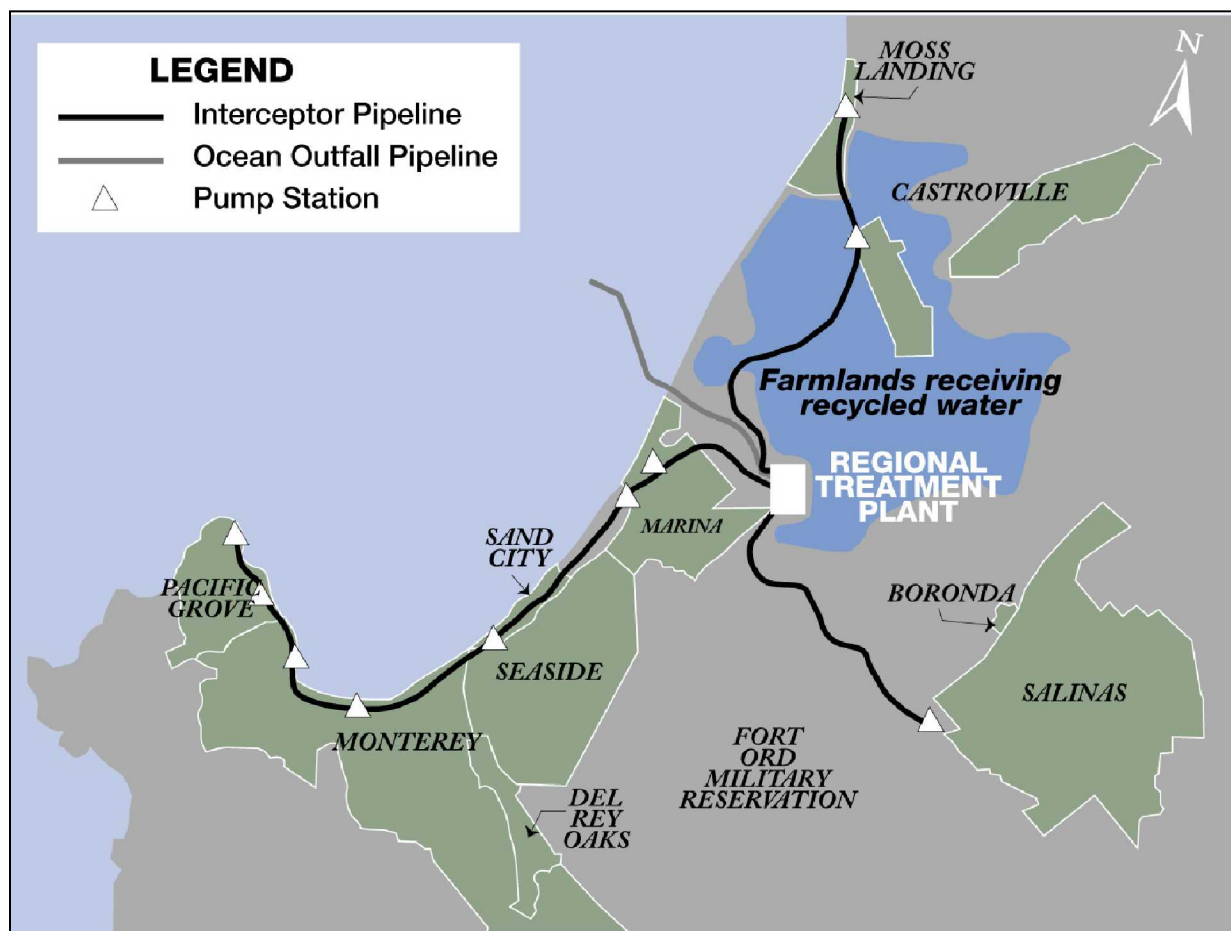 LEGEND
Interceptor Pipeline
Ocean Outfall Pipeline
Pump Station
N
MOSS
LANDING
CASTROVILLE
Farmlands receiving
recycled water
REGIONAL
TREATMENT
PLANT
MARINA
SAND
CITY
PACIFIC
GROVE
BORONDA
SEASIDE
SALINAS
MONTEREY
FORT
ORD
MILITARY
RESERVATION
DEL
REY
OAKS